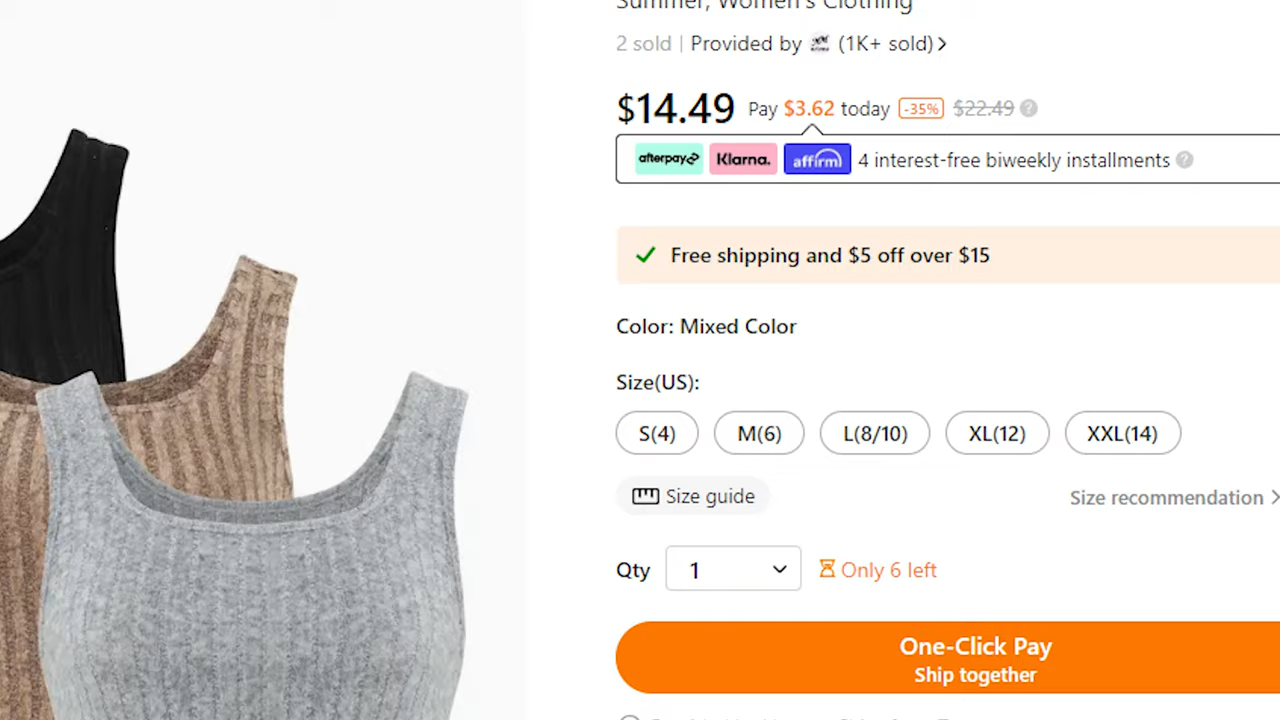 Summer, Women's Clothing
2 sold | Provided by (1K+ sold) >
$14.49 Pay $3.62 today -35% $22.49 ?
afterpay Klarna. affirm 4 interest-free biweekly installments ?
Free shipping and $5 off over $15
Color: Mixed Color
Size(US):
S(4) M(6) L(8/10) XL(12) XXL(14)
Size guide Size recommendation >
Qty 1 Only 6 left
One-Click Pay
Ship together